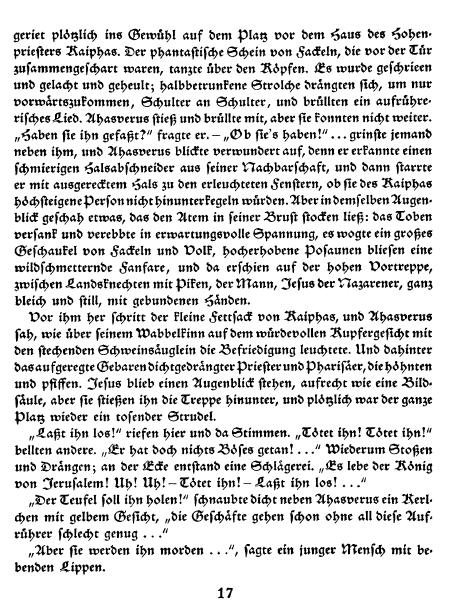 geriet plötzlich ins Gewühl auf dem Platz vor dem Haus des Hohen-
priesters Kaiphas. Der phantastische Schein von Fackeln, die vor der Tür
zusammengeschart waren, tanzte über den Köpfen. Es wurde geschrieen
und gelacht und geheult; halbbetrunkene Strolche drängten sich, um nur
vorwärtszukommen, Schulter an Schulter, und brüllten ein aufrühre-
risches Lied. Ahasverus stieß und brüllte mit, aber sie konnten nicht weiter.
„Haben sie ihn gefaßt?“ fragte er. – „Ob sie's haben!“ ... grinste jemand
neben ihm, und Ahasverus blickte verwundert auf, denn er erkannte einen
schmierigen Halsabschneider aus seiner Nachbarschaft, und dann starrte
er mit ausgerecktem Hals zu den erleuchteten Fenstern, ob sie des Kaiphas
höchsteigene Person nicht hinunterkegeln würden. Aber in demselben Augen-
blick geschah etwas, das den Atem in seiner Brust stocken ließ: das Toben
versank und verebbte in erwartungsvolle Spannung, es wogte ein großes
Geschaukel von Fackeln und Volk, hocherhobene Posaunen bliesen eine
wildschmetternde Fanfare, und da erschien auf der hohen Vortreppe,
zwischen Landsknechten mit Piken, der Mann, Jesus der Nazarener, ganz
bleich und still, mit gebundenen Händen.
Vor ihm her schritt der kleine Fettsack von Kaiphas, und Ahasverus
sah, wie über seinem Wabbelkinn auf dem würdevollen Kupfergesicht mit
den stechenden Schweinsäuglein die Befriedigung leuchtete. Und dahinter
das aufgeregte Gebaren dichtgedrängter Priester und Pharisäer, die höhnten
und pfiffen. Jesus blieb einen Augenblick stehen, aufrecht wie eine Bild-
säule, aber sie stießen ihn die Treppe hinunter, und plötzlich war der ganze
Platz wieder ein tosender Strudel.
„Laßt ihn los!“ riefen hier und da Stimmen. „Tötet ihn! Tötet ihn!“
bellten andere. „Er hat doch nichts Böses getan! ...“ Wiederum Stoßen
und Drängen; an der Ecke entstand eine Schlägerei. „Es lebe der König
von Jerusalem! Uh! Uh! – Tötet ihn! – Laßt ihn los! ...“
„Der Teufel soll ihn holen!“ schnaubte dicht neben Ahasverus ein Kerl-
chen mit gelbem Gesicht, „die Geschäfte gehen schon ohne all diese Auf-
rührer schlecht genug ...“
„Aber sie werden ihn morden ...“, sagte ein junger Mensch mit be-
benden Lippen.
17